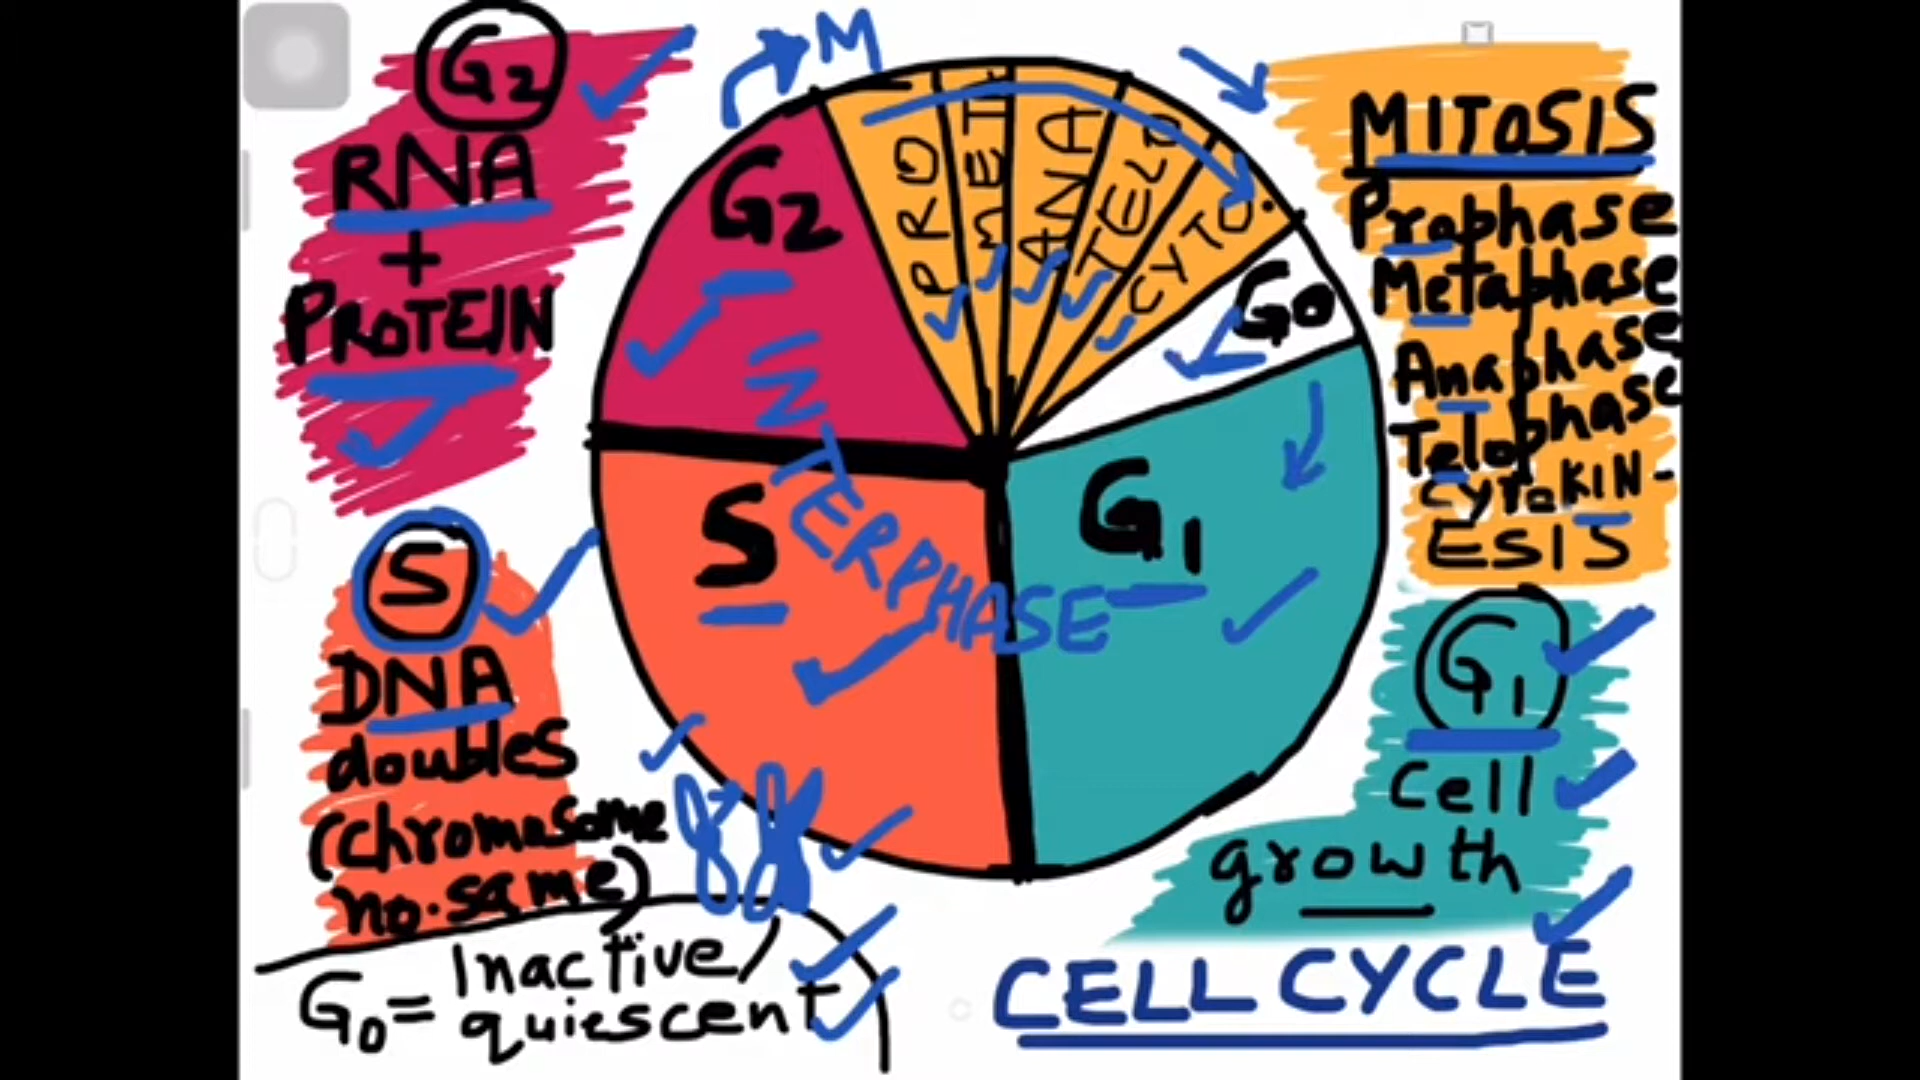 G2
RNA
+
PROTEIN
S
DNA
doubles
(chromosome
no. same)
G0 = Inactive/
quiescent
M
G2
PRO
MET
ANA
TELO
CYTO.
G0
G1
S
INTERPHASE
MITOSIS
Prophase
Metaphase
Anaphase
Telophase
CytoKIN-
ESIS
G1
Cell
growth
CELL CYCLE